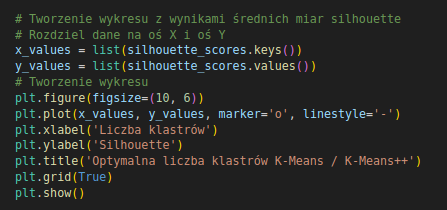 # Tworzenie wykresu z wynikami średnich miar silhouette
# Rozdziel dane na oś X i oś Y
x_values = list(silhouette_scores.keys())
y_values = list(silhouette_scores.values())
# Tworzenie wykresu
plt.figure(figsize=(10, 6))
plt.plot(x_values, y_values, marker='o', linestyle='-')
plt.xlabel('Liczba klastrów')
plt.ylabel('Silhouette')
plt.title('Optymalna liczba klastrów K-Means / K-Means++')
plt.grid(True)
plt.show()